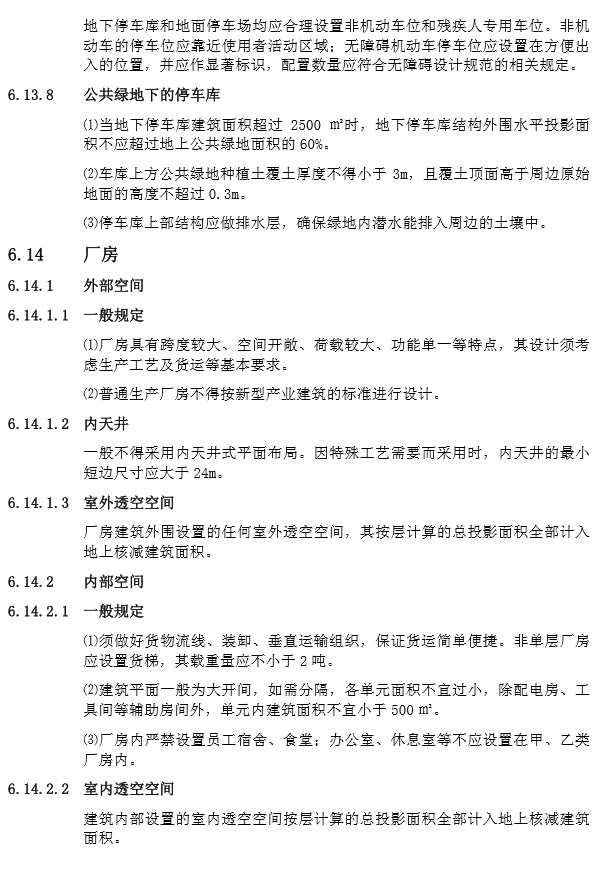 地下停车库和地面停车场均应合理设置非机动车位和残疾人专用车位。非机
动车的停车位应靠近使用者活动区域；无障碍机动车停车位应设置在方便出
入的位置，并应作显著标识，配置数量应符合无障碍设计规范的相关规定。
6.13.8 公共绿地下的停车库
⑴当地下停车库建筑面积超过 2500 ㎡时，地下停车库结构外围水平投影面
积不应超过地上公共绿地面积的 60%。
⑵车库上方公共绿地种植土覆土厚度不得小于 3m，且覆土顶面高于周边原始
地面的高度不超过 0.3m。
⑶停车库上部结构应做排水层，确保绿地内潜水能排入周边的土壤中。
6.14 厂房
6.14.1 外部空间
6.14.1.1 一般规定
⑴厂房具有跨度较大、空间开敞、荷载较大、功能单一等特点，其设计须考
虑生产工艺及货运等基本要求。
⑵普通生产厂房不得按新型产业建筑的标准进行设计。
6.14.1.2 内天井
一般不得采用内天井式平面布局。因特殊工艺需要而采用时，内天井的最小
短边尺寸应大于 24m。
6.14.1.3 室外透空空间
厂房建筑外围设置的任何室外透空空间，其按层计算的总投影面积全部计入
地上核减建筑面积。
6.14.2 内部空间
6.14.2.1 一般规定
⑴须做好货物流线、装卸、垂直运输组织，保证货运简单便捷。非单层厂房
应设置货梯，其载重量应不小于 2 吨。
⑵建筑平面一般为大开间，如需分隔，各单元面积不宜过小，除配电房、工
具间等辅助房间外，单元内建筑面积不宜小于 500 ㎡。
⑶厂房内严禁设置员工宿舍、食堂；办公室、休息室等不应设置在甲、乙类
厂房内。
6.14.2.2 室内透空空间
建筑内部设置的室内透空空间按层计算的总投影面积全部计入地上核减建筑
面积。